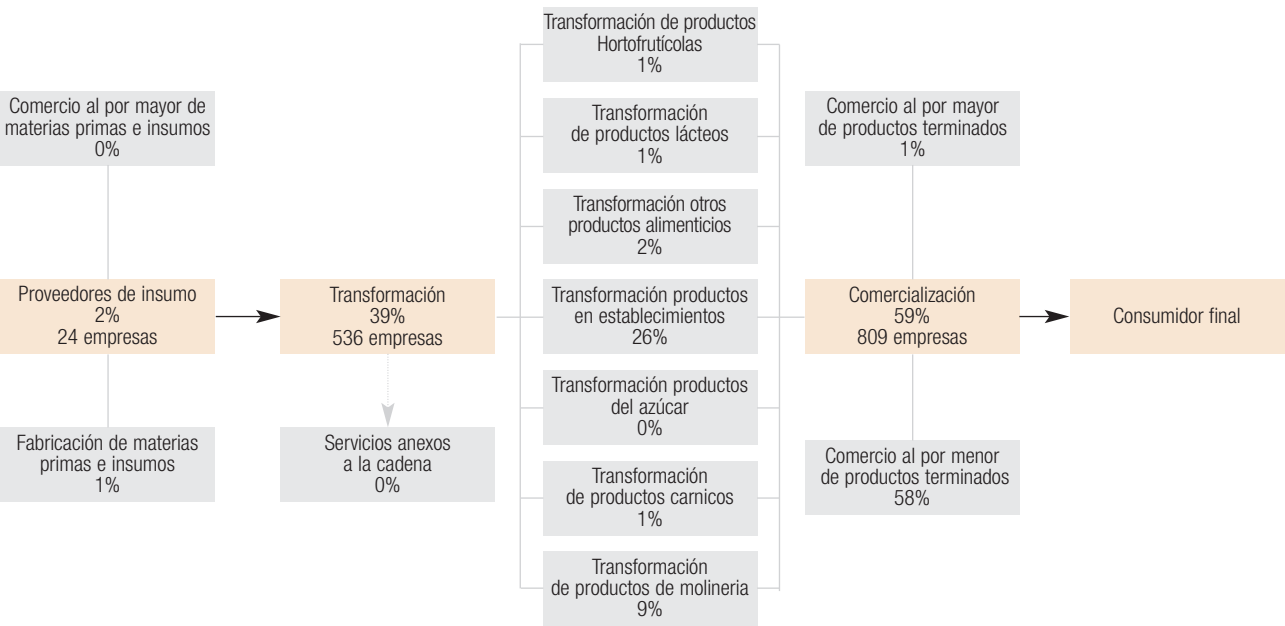 Comercio al por mayor de
materias primas e insumos
0%
Proveedores de insumo
2%
24 empresas
Fabricación de materias
primas e insumos
1%
Transformación
39%
536 empresas
Servicios anexos
a la cadena
0%
Transformación de productos
Hortofrutícolas
1%
Transformación
de productos lácteos
1%
Transformación otros
productos alimenticios
2%
Transformación productos
en establecimientos
26%
Transformación productos
del azúcar
0%
Transformación
de productos carnicos
1%
Transformación
de productos de molineria
9%
Comercio al por mayor
de productos terminados
1%
Comercialización
59%
809 empresas
Comercio al por menor
de productos terminados
58%
Consumidor final